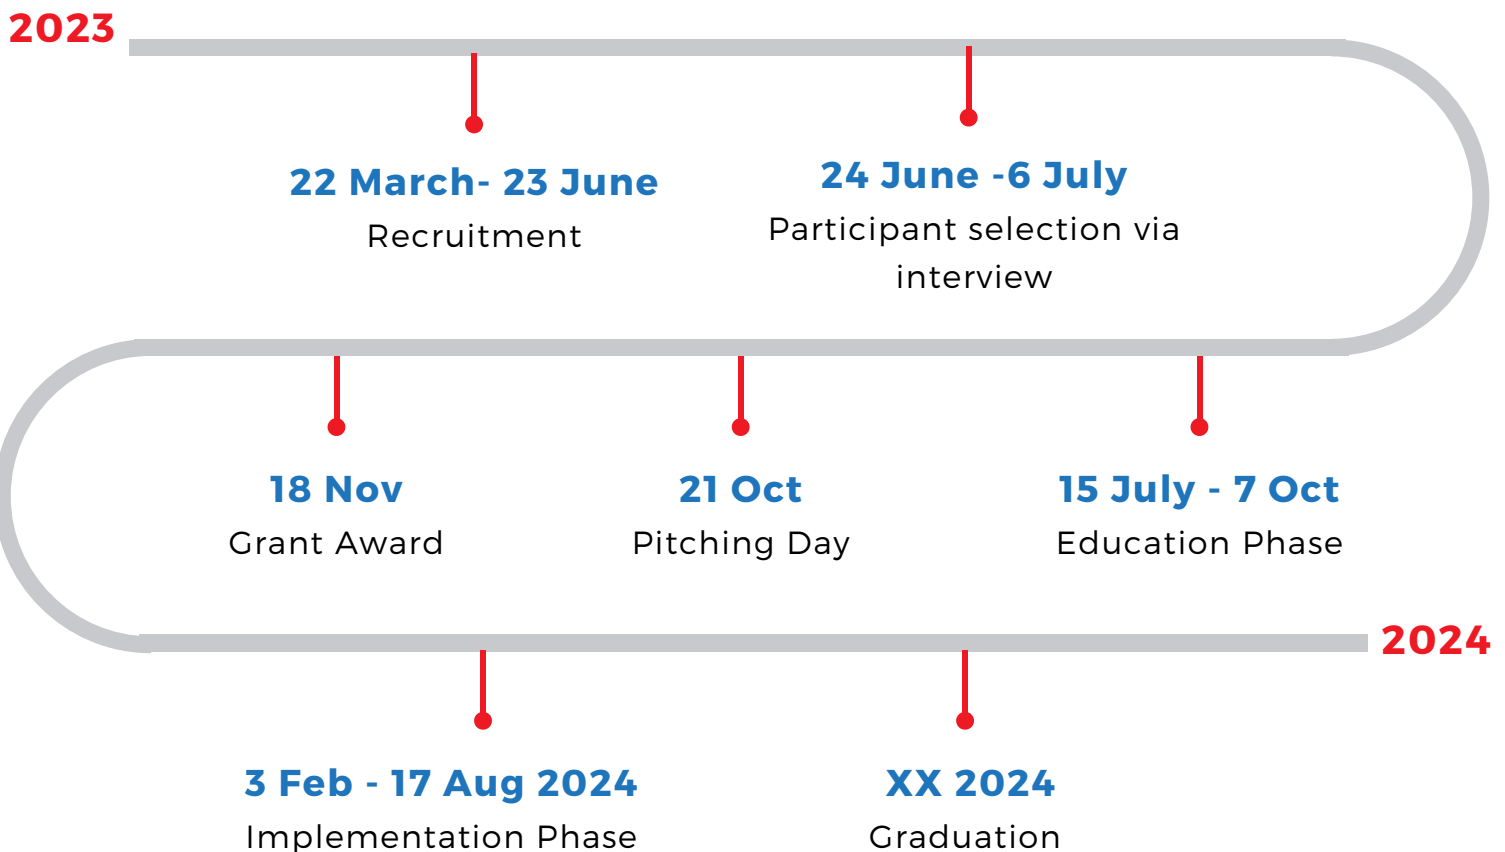 2023
22 March- 23 June
Recruitment
24 June -6 July
Participant selection via
interview
18 Nov
Grant Award
21 Oct
Pitching Day
15 July - 7 Oct
Education Phase
2024
3 Feb - 17 Aug 2024
Implementation Phase
XX 2024
Graduation